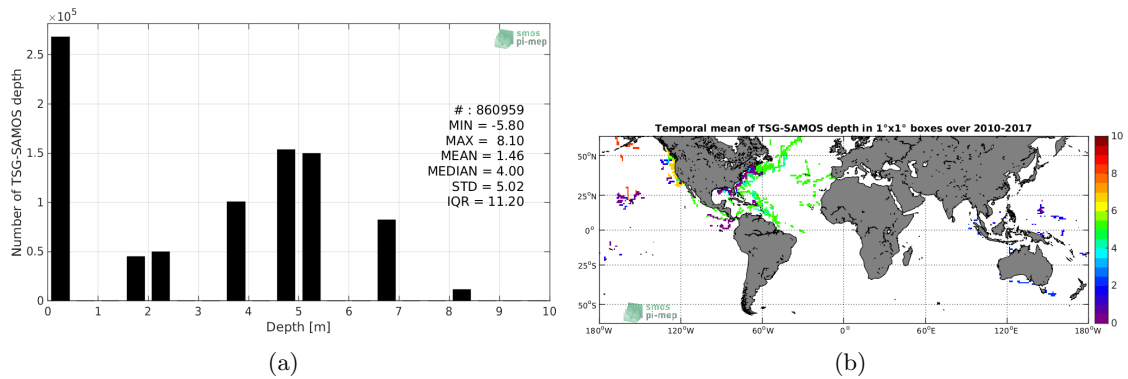 ×10⁵
smos
pi-mep
2.5
2
1.5
1
0.5
0
Number of TSG-SAMOS depth
# : 860959
MIN = -5.80
MAX = 8.10
MEAN = 1.46
MEDIAN = 4.00
STD = 5.02
IQR = 11.20
0 1 2 3 4 5 6 7 8 9 10
Depth [m]
(a)
Temporal mean of TSG-SAMOS depth in 1°x1° boxes over 2010-2017
50°N
25°N
0°
25°S
50°S
smos
pi-mep
180°W 120°W 60°W 0° 60°E 120°E 180°W
10
8
6
4
2
0
(b)